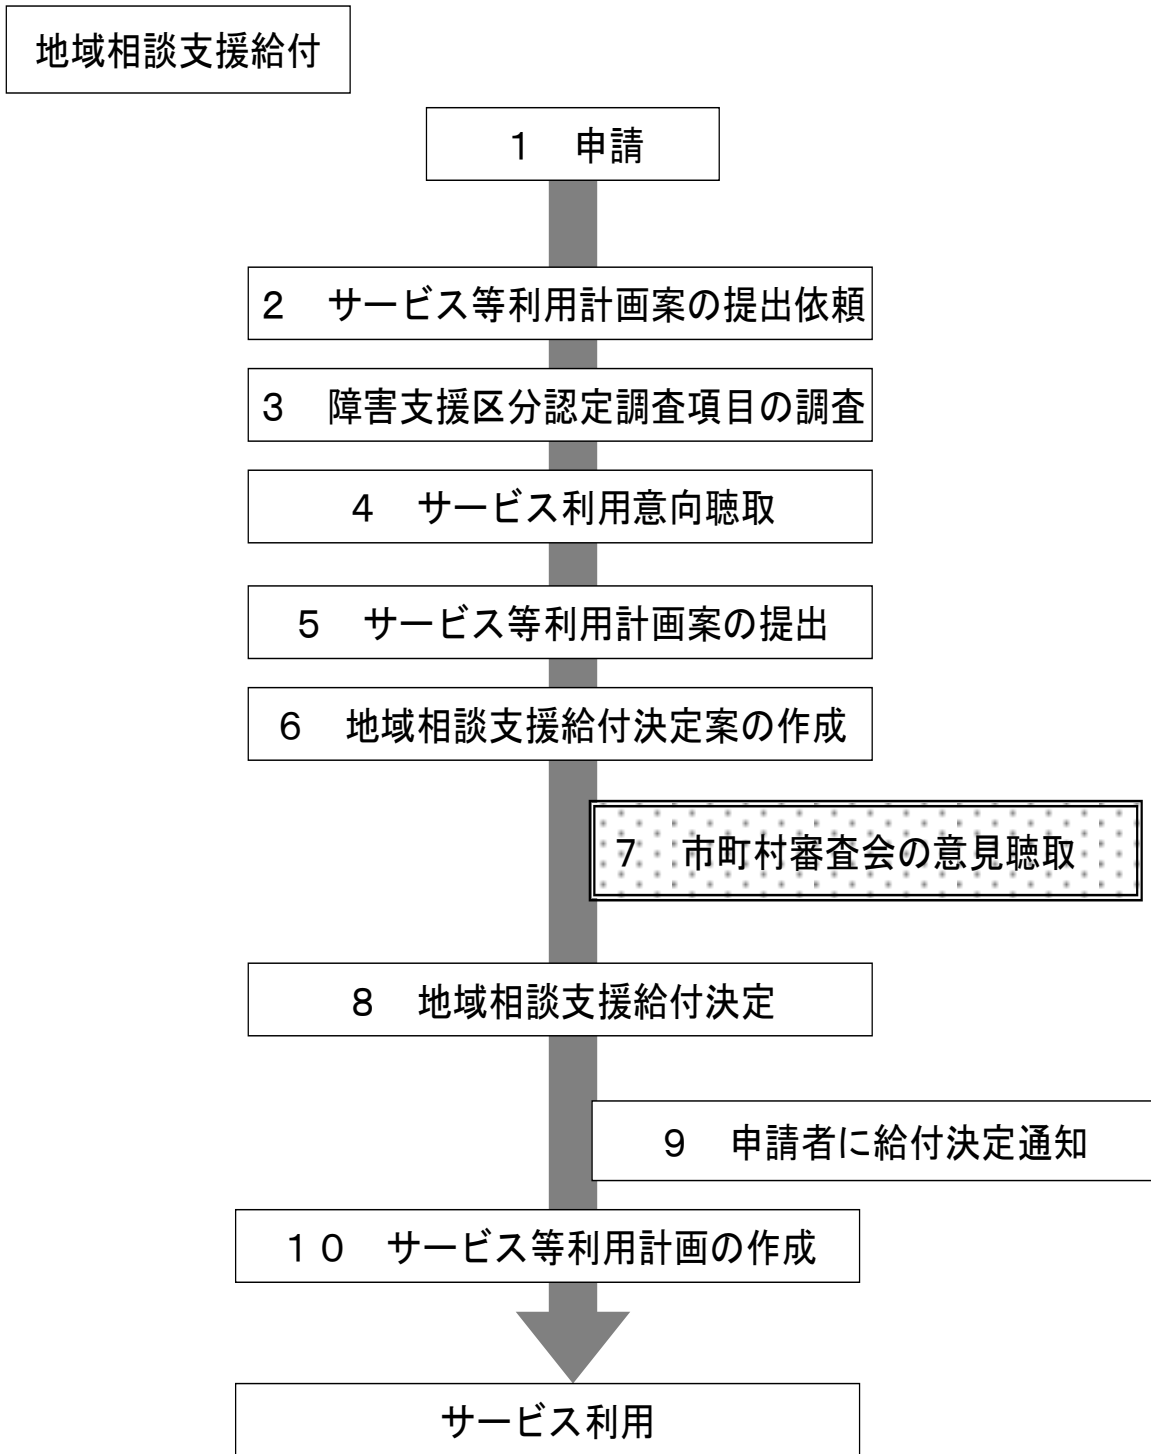 地域相談支援給付
１　申請
２　サービス等利用計画案の提出依頼
３　障害支援区分認定調査項目の調査
４　サービス利用意向聴取
５　サービス等利用計画案の提出
６　地域相談支援給付決定案の作成
７　市町村審査会の意見聴取
８　地域相談支援給付決定
９　申請者に給付決定通知
１０　サービス等利用計画の作成
サービス利用